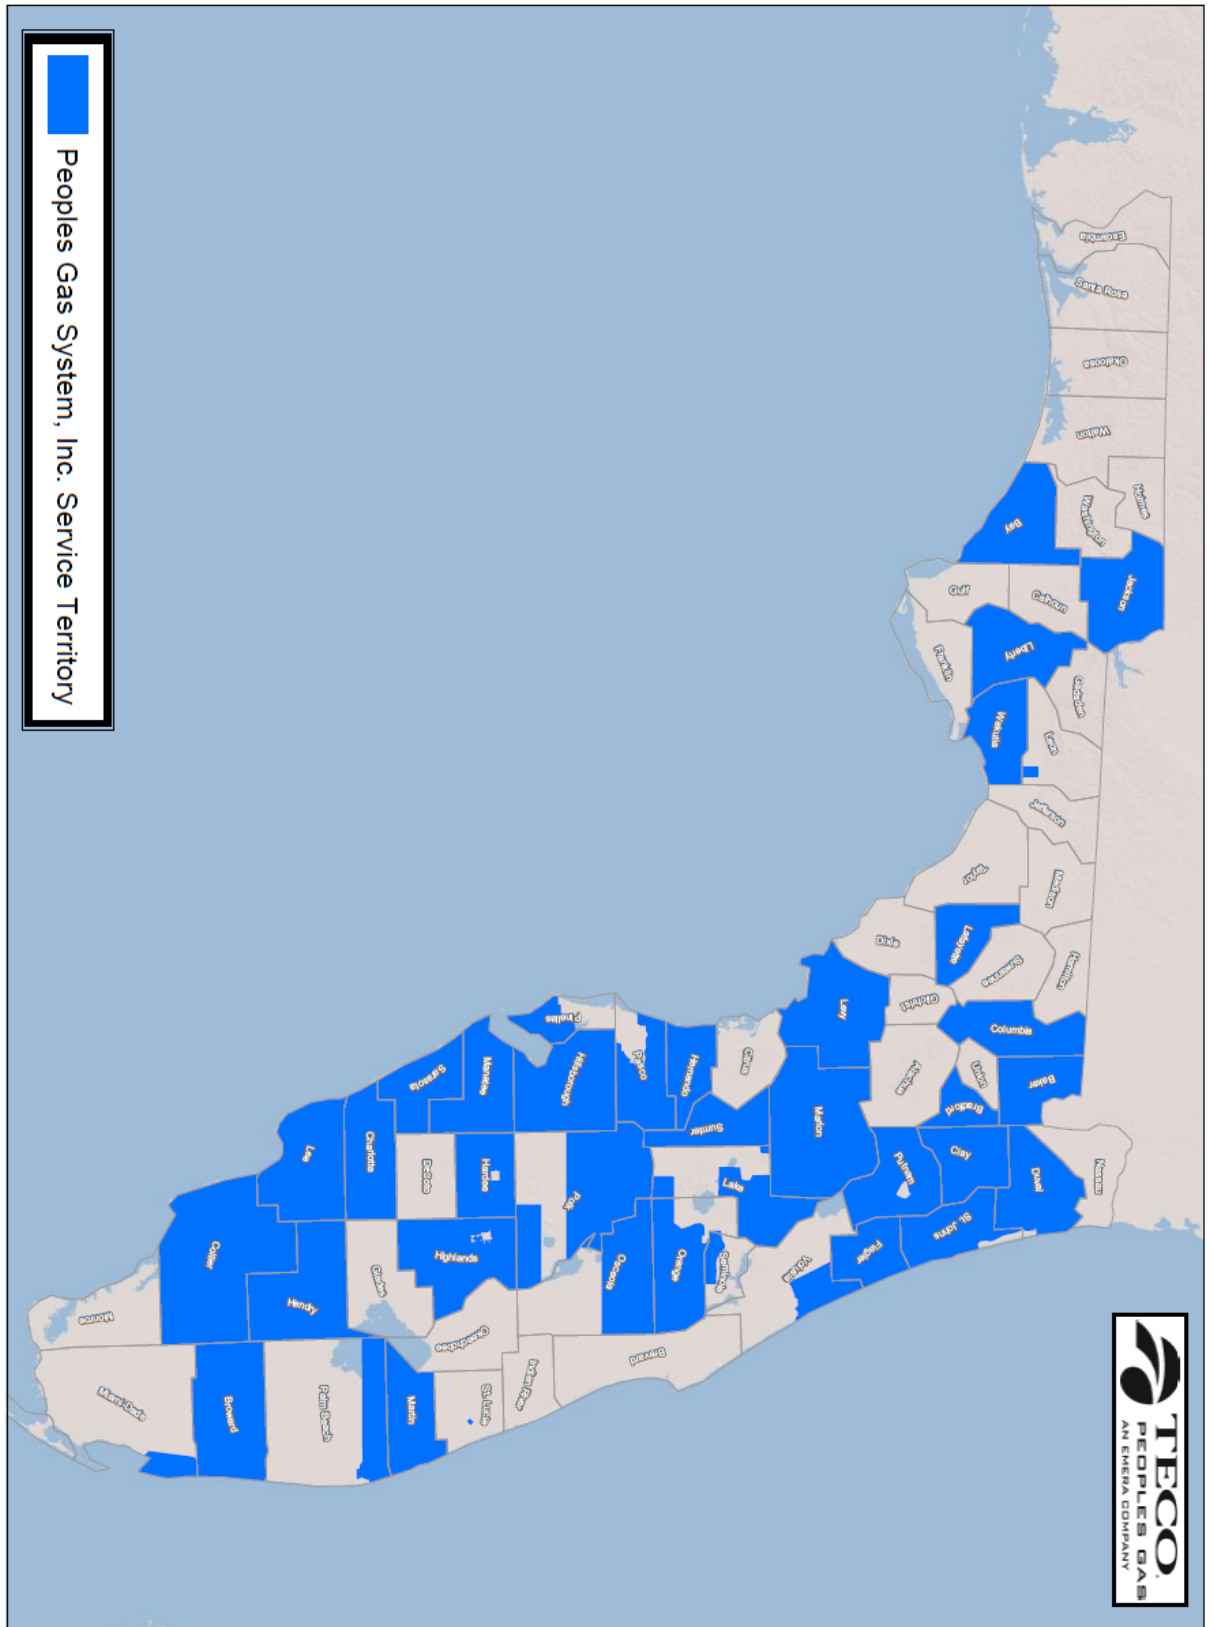 TECO
PEOPLES GAS
AN EMERA COMPANY
Escambia
Santa Rosa
Okaloosa
Walton
Holmes
Washington
Bay
Jackson
Calhoun
Gulf
Liberty
Franklin
Gadsden
Leon
Wakulla
Jefferson
Madison
Taylor
Hamilton
Suwannee
Lafayette
Dixie
Columbia
Gilchrist
Levy
Baker
Union
Bradford
Alachua
Nassau
Duval
Clay
St. Johns
Putnam
Flagler
Marion
Volusia
Citrus
Sumter
Lake
Hernando
Seminole
Pasco
Orange
Pinellas
Hillsborough
Polk
Osceola
Brevard
Indian River
Manatee
Hardee
Highlands
Okeechobee
St. Lucie
Sarasota
DeSoto
Martin
Charlotte
Glades
Palm Beach
Lee
Hendry
Collier
Broward
Monroe
Miami-Dade
Peoples Gas System, Inc. Service Territory